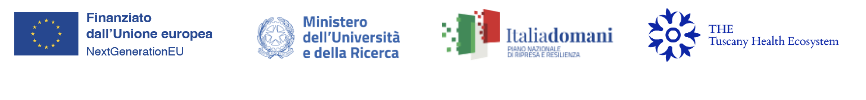 Finanziato
dall'Unione europea
NextGenerationEU
Ministero
dell'Università
e della Ricerca
Italiadomani
PIANO NAZIONALE
DI RIPRESA E RESILIENZA
THE
Tuscany Health Ecosystem